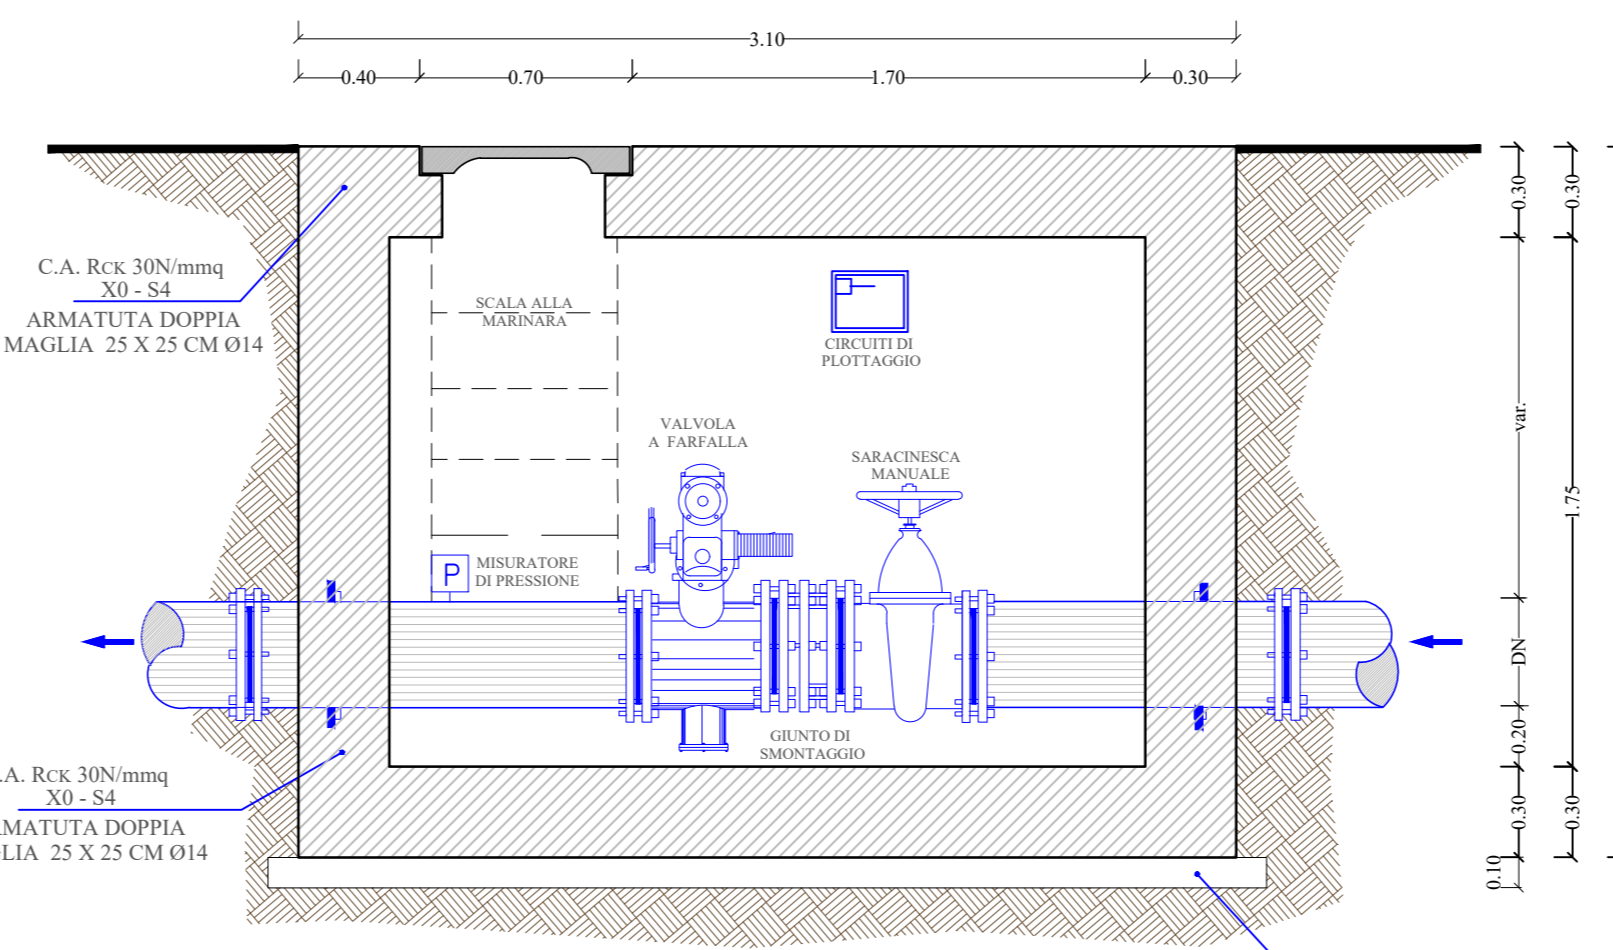 3.10
0.40 0.70 1.70 0.30
0.30 0.30
C.A. RCK 30N/mmq
X0 - S4
ARMATUTA DOPPIA
MAGLIA 25 X 25 CM Ø14
SCALA ALLA
MARINARA
CIRCUITI DI
PLOTTAGGIO
VALVOLA
A FARFALLA
SARACINESCA
MANUALE
var.
1.75
P
MISURATORE
DI PRESSIONE
DN
GIUNTO DI
SMONTAGGIO
0.20
.A. RCK 30N/mmq
X0 - S4
MATUTA DOPPIA
LIA 25 X 25 CM Ø14
0.30 0.30
0.10